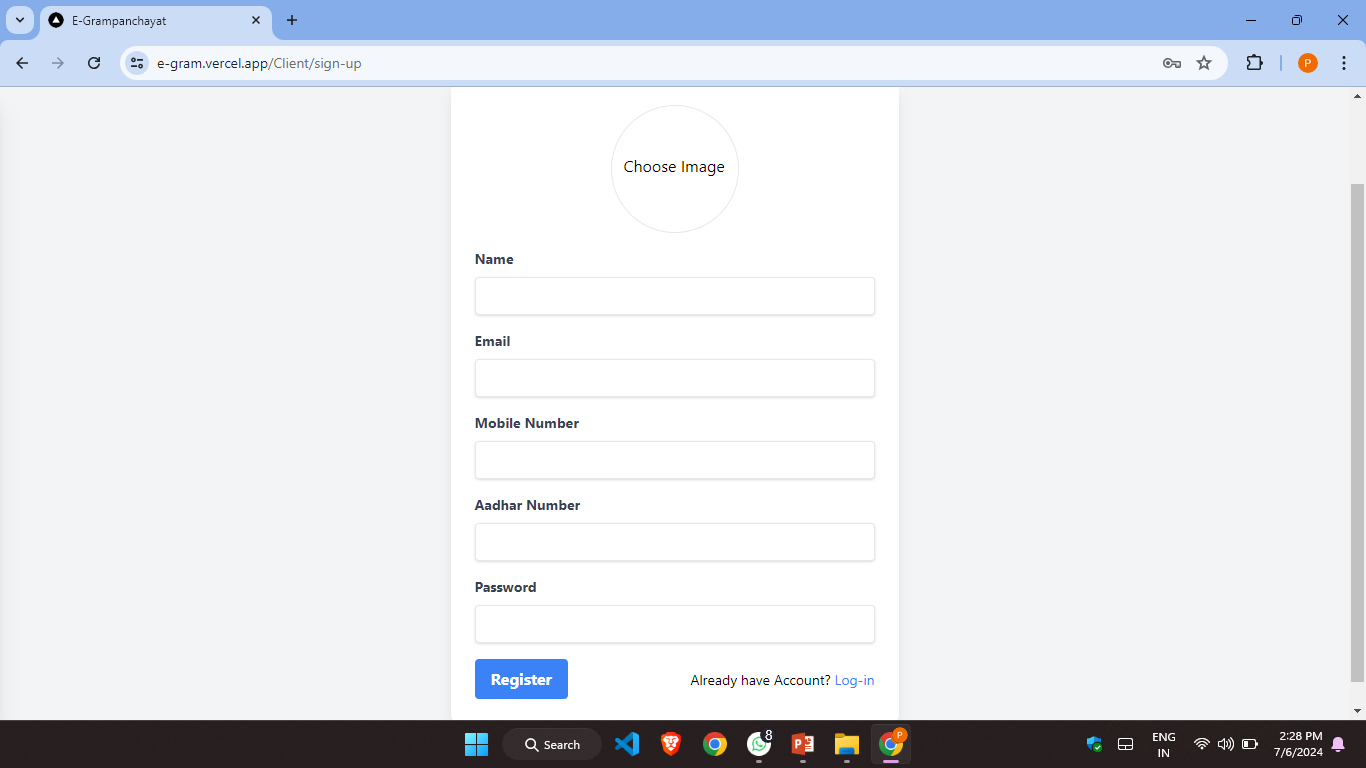 E-Grampanchayat
e-gram.vercel.app/Client/sign-up
P
Choose Image
Name
Email
Mobile Number
Aadhar Number
Password
Register
Already have Account? Log-in
Search
8
P
ENG
IN
2:28 PM
7/6/2024